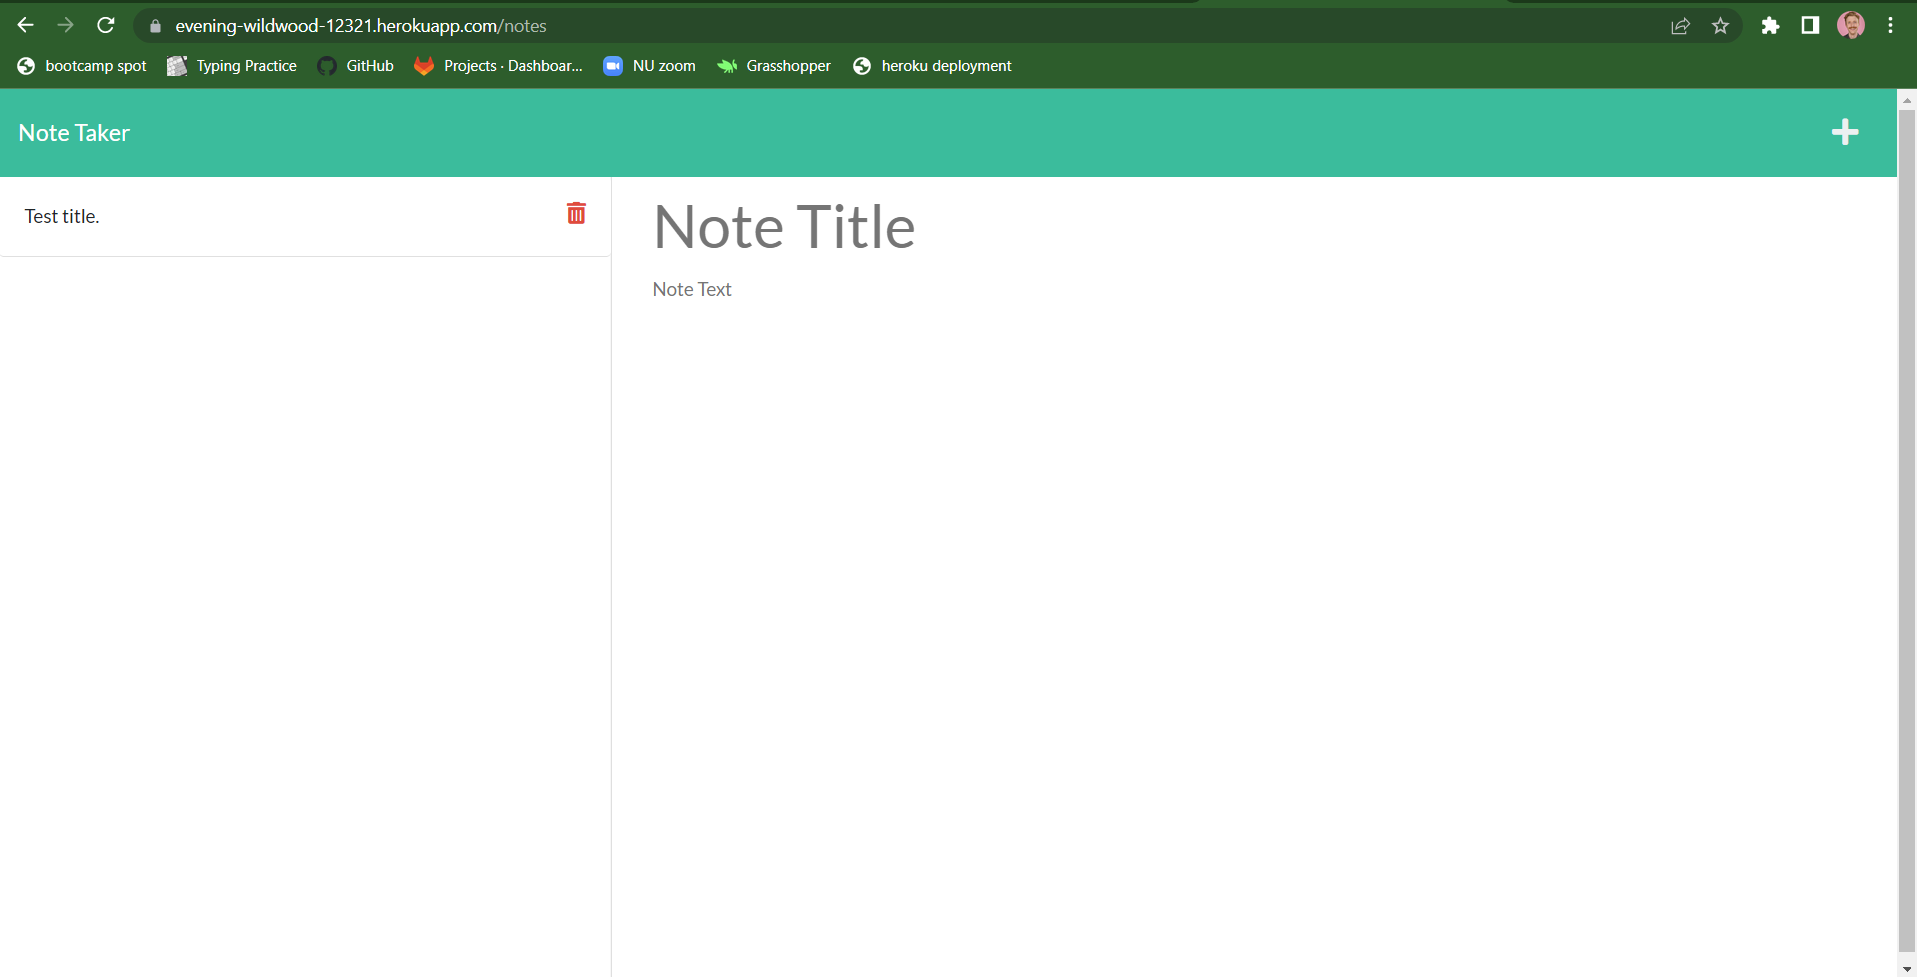 evening-wildwood-12321.herokuapp.com/notes
bootcamp spot Typing Practice GitHub Projects · Dashboar... NU zoom Grasshopper heroku deployment
Note Taker
Test title.
Note Title
Note Text